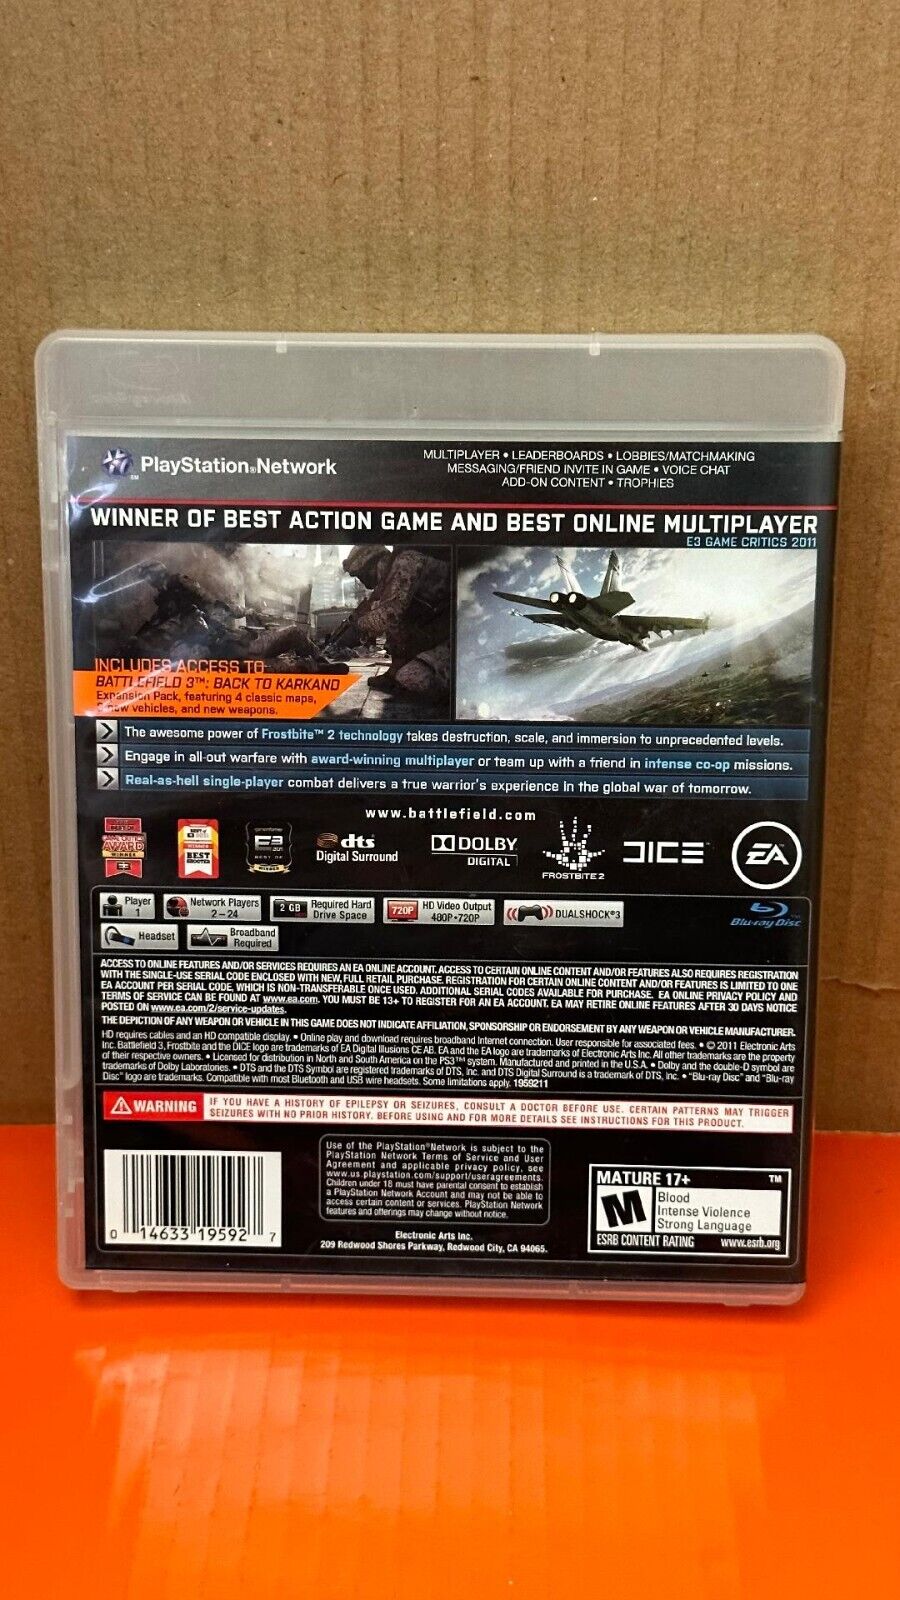 PlayStation®Network
SM
MULTIPLAYER • LEADERBOARDS • LOBBIES/MATCHMAKING
MESSAGING/FRIEND INVITE IN GAME • VOICE CHAT
ADD-ON CONTENT • TROPHIES
WINNER OF BEST ACTION GAME AND BEST ONLINE MULTIPLAYER
E3 GAME CRITICS 2011
INCLUDES ACCESS TO
BATTLEFIELD 3™: BACK TO KARKAND
Expansion Pack, featuring 4 classic maps,
new vehicles, and new weapons.
The awesome power of Frostbite™ 2 technology takes destruction, scale, and immersion to unprecedented levels.
Engage in all-out warfare with award-winning multiplayer or team up with a friend in intense co-op missions.
Real-as-hell single-player combat delivers a true warrior's experience in the global war of tomorrow.
www.battlefield.com
BEST OF
GAME CRITICS
AWARD
WINNER
E3
BEST of
WINNER
BEST
SHOOTER
E3
BEST OF
WINNER
dts
Digital Surround
DOLBY
DIGITAL
FROSTBITE 2
DICE
EA
Player
1
Network Players
2–24
2 GB
Required Hard
Drive Space
720P
HD Video Output
480P•720P
DUALSHOCK®3
Blu-ray Disc
Headset
Broadband
Required
ACCESS TO ONLINE FEATURES AND/OR SERVICES REQUIRES AN EA ONLINE ACCOUNT. ACCESS TO CERTAIN ONLINE CONTENT AND/OR FEATURES ALSO REQUIRES REGISTRATION
WITH THE SINGLE-USE SERIAL CODE ENCLOSED WITH NEW, FULL RETAIL PURCHASE. REGISTRATION FOR CERTAIN ONLINE CONTENT AND/OR FEATURES IS LIMITED TO ONE
EA ACCOUNT PER SERIAL CODE, WHICH IS NON-TRANSFERABLE ONCE USED. ADDITIONAL SERIAL CODES AVAILABLE FOR PURCHASE. EA ONLINE PRIVACY POLICY AND
TERMS OF SERVICE CAN BE FOUND AT www.ea.com. YOU MUST BE 13+ TO REGISTER FOR AN EA ACCOUNT. EA MAY RETIRE ONLINE FEATURES AFTER 30 DAYS NOTICE
POSTED ON www.ea.com/2/service-updates.
THE DEPICTION OF ANY WEAPON OR VEHICLE IN THIS GAME DOES NOT INDICATE AFFILIATION, SPONSORSHIP OR ENDORSEMENT BY ANY WEAPON OR VEHICLE MANUFACTURER.
HD requires cables and an HD compatible display. • Online play and download requires broadband Internet connection. User responsible for associated fees. • © 2011 Electronic Arts
Inc. Battlefield 3, Frostbite and the DICE logo are trademarks of EA Digital Illusions CE AB. EA and the EA logo are trademarks of Electronic Arts Inc. All other trademarks are the property
of their respective owners. • Licensed for distribution in North and South America on the PS3™ system. Manufactured and printed in the U.S.A. • Dolby and the double-D symbol are
trademarks of Dolby Laboratories. • DTS and the DTS Symbol are registered trademarks of DTS, Inc. and DTS Digital Surround is a trademark of DTS, Inc. • "Blu-ray Disc" and "Blu-ray
Disc" logo are trademarks. Compatible with most Bluetooth and USB wire headsets. Some limitations apply. 1959211
WARNING
IF YOU HAVE A HISTORY OF EPILEPSY OR SEIZURES, CONSULT A DOCTOR BEFORE USE. CERTAIN PATTERNS MAY TRIGGER
SEIZURES WITH NO PRIOR HISTORY. BEFORE USING AND FOR MORE DETAILS SEE INSTRUCTIONS FOR THIS PRODUCT.
0 14633 19592 7
Use of the PlayStation®Network is subject to the
PlayStation Network Terms of Service and User
Agreement and applicable privacy policy, see
www.us.playstation.com/support/useragreements.
Children under 18 must have parental consent to establish
a PlayStation Network Account and may not be able to
access certain content or services. PlayStation Network
features and offerings may change without notice.
Electronic Arts Inc.
209 Redwood Shores Parkway, Redwood City, CA 94065.
MATURE 17+ ™
M
Blood
Intense Violence
Strong Language
ESRB CONTENT RATING www.esrb.org